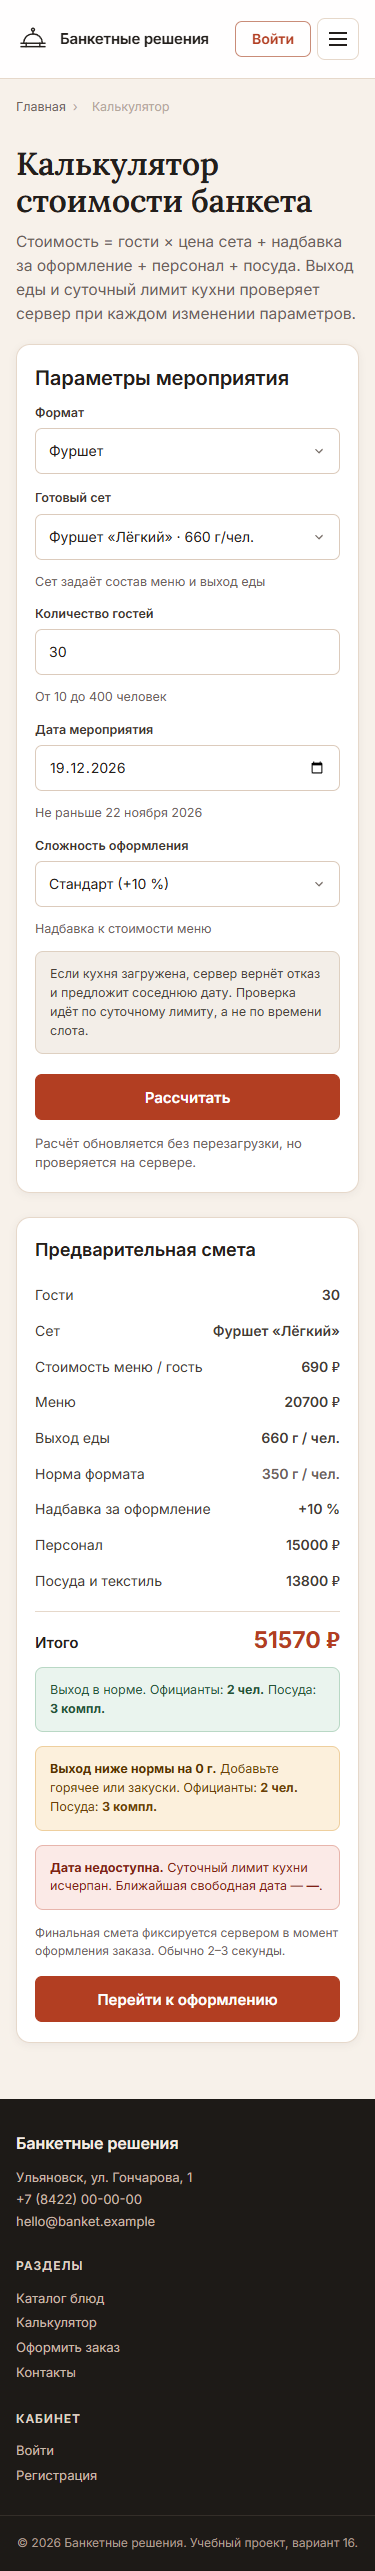 Банкетные решения
Войти
Главная › Калькулятор
Калькулятор
стоимости банкета
Стоимость = гости × цена сета + надбавка
за оформление + персонал + посуда. Выход
еды и суточный лимит кухни проверяет
сервер при каждом изменении параметров.
Параметры мероприятия
Формат
Фуршет
Готовый сет
Фуршет «Лёгкий» · 660 г/чел.
Сет задаёт состав меню и выход еды
Количество гостей
30
От 10 до 400 человек
Дата мероприятия
19.12.2026
Не раньше 22 ноября 2026
Сложность оформления
Стандарт (+10 %)
Надбавка к стоимости меню
Если кухня загружена, сервер вернёт отказ
и предложит соседнюю дату. Проверка
идёт по суточному лимиту, а не по времени
слота.
Рассчитать
Расчёт обновляется без перезагрузки, но
проверяется на сервере.
Предварительная смета
Гости 30
Сет Фуршет «Лёгкий»
Стоимость меню / гость 690 ₽
Меню 20700 ₽
Выход еды 660 г / чел.
Норма формата 350 г / чел.
Надбавка за оформление +10 %
Персонал 15000 ₽
Посуда и текстиль 13800 ₽
Итого 51570 ₽
Выход в норме. Официанты: 2 чел. Посуда:
3 компл.
Выход ниже нормы на 0 г. Добавьте
горячее или закуски. Официанты: 2 чел.
Посуда: 3 компл.
Дата недоступна. Суточный лимит кухни
исчерпан. Ближайшая свободная дата — —.
Финальная смета фиксируется сервером в момент
оформления заказа. Обычно 2–3 секунды.
Перейти к оформлению
Банкетные решения
Ульяновск, ул. Гончарова, 1
+7 (8422) 00-00-00
hello@banket.example
РАЗДЕЛЫ
Каталог блюд
Калькулятор
Оформить заказ
Контакты
КАБИНЕТ
Войти
Регистрация
© 2026 Банкетные решения. Учебный проект, вариант 16.